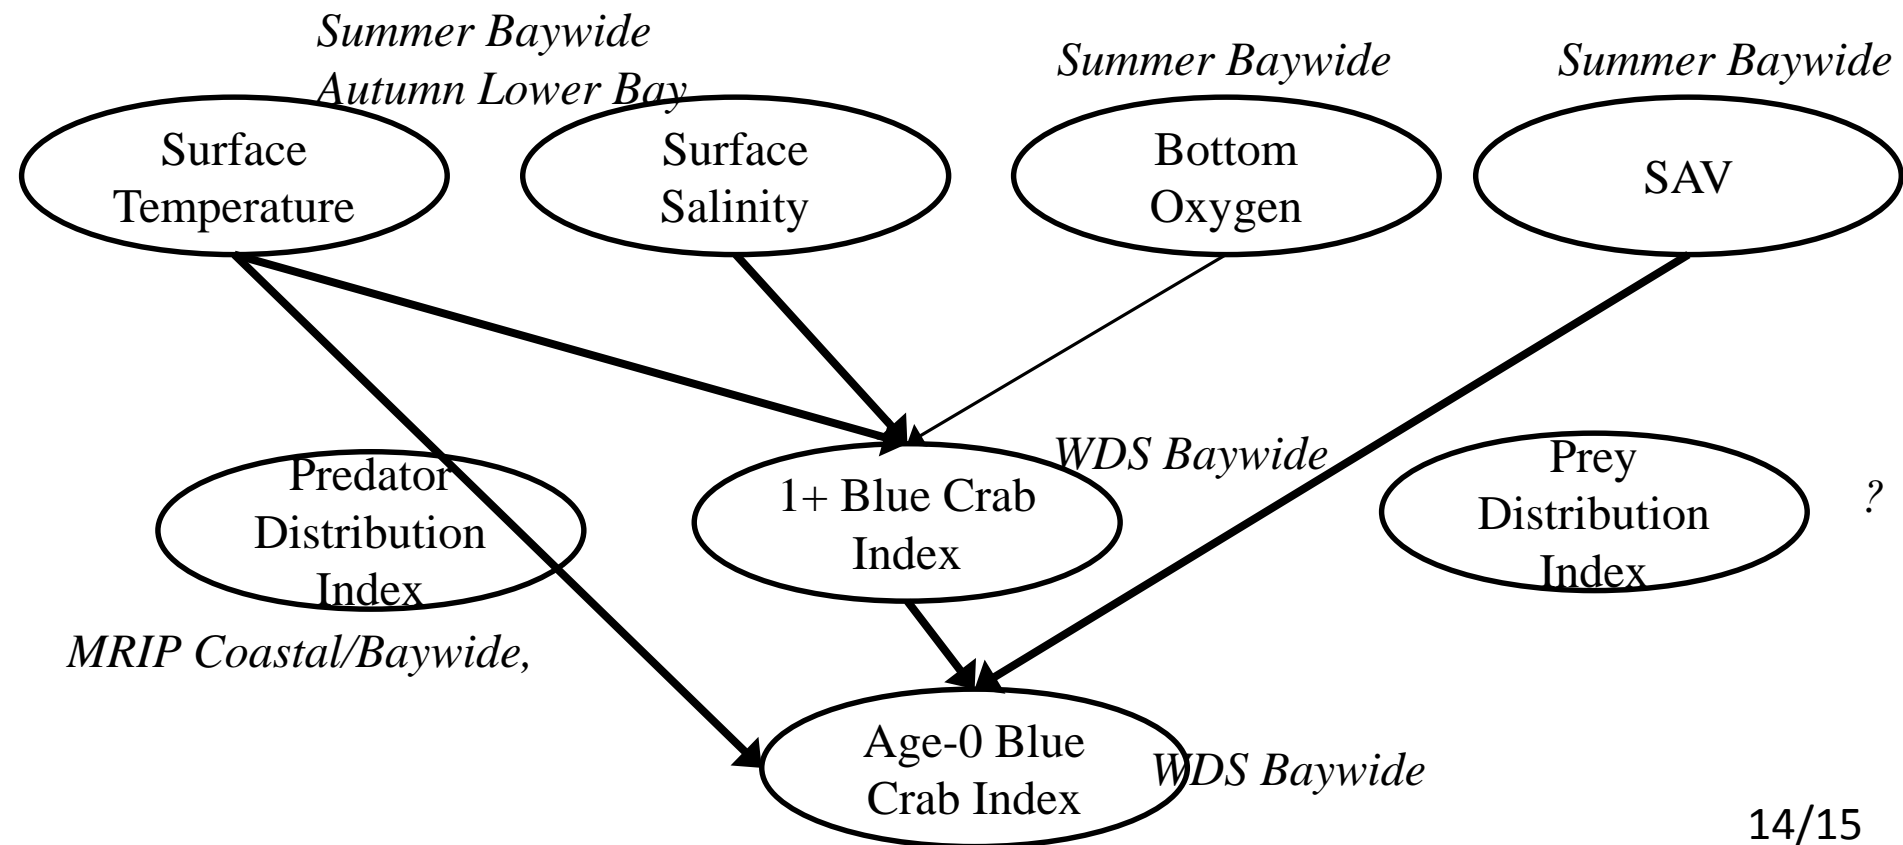 Summer Baywide
Autumn Lower Bay
Summer Baywide
Summer Baywide
Surface
Temperature
Surface
Salinity
Bottom
Oxygen
SAV
Predator
Distribution
Index
MRIP Coastal/Baywide,
1+ Blue Crab
Index
WDS Baywide
Prey
Distribution
Index
?
Age-0 Blue
Crab Index
WDS Baywide
14/15